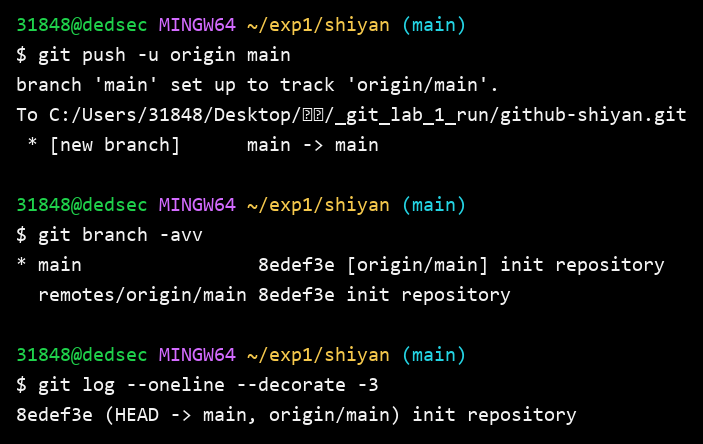 31848@dedsec MINGW64 ~/exp1/shiyan (main)
$ git push -u origin main
branch 'main' set up to track 'origin/main'.
To C:/Users/31848/Desktop//_git_lab_1_run/github-shiyan.git
 * [new branch]      main -> main

31848@dedsec MINGW64 ~/exp1/shiyan (main)
$ git branch -avv
* main                8edef3e [origin/main] init repository
  remotes/origin/main 8edef3e init repository

31848@dedsec MINGW64 ~/exp1/shiyan (main)
$ git log --oneline --decorate -3
8edef3e (HEAD -> main, origin/main) init repository